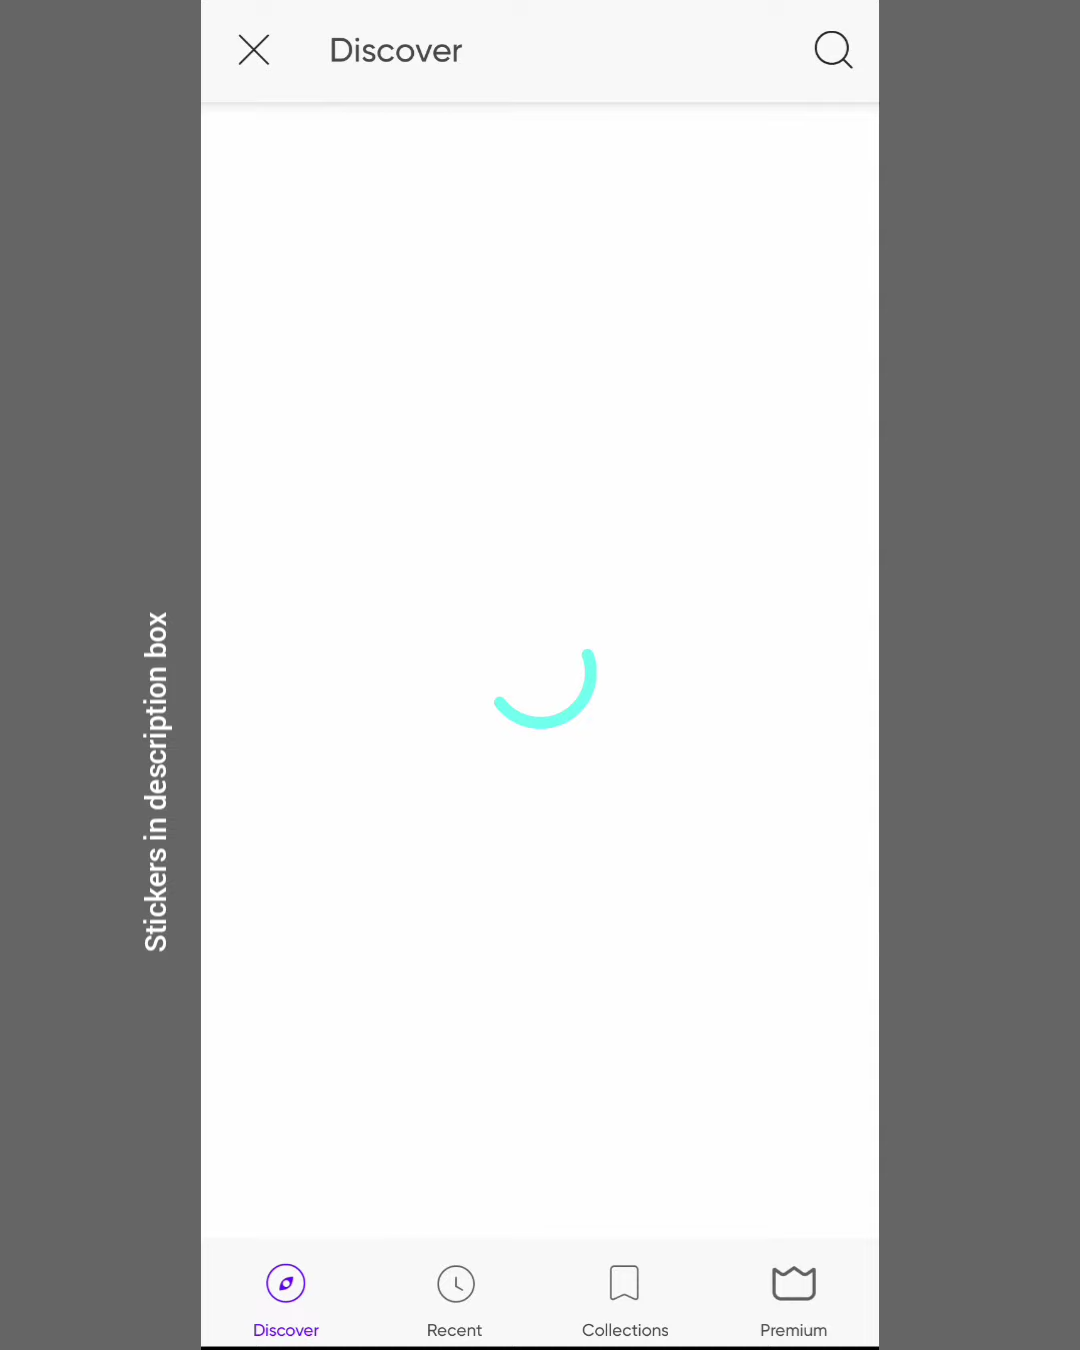 Discover
Stickers in description box
Discover
Recent
Collections
Premium